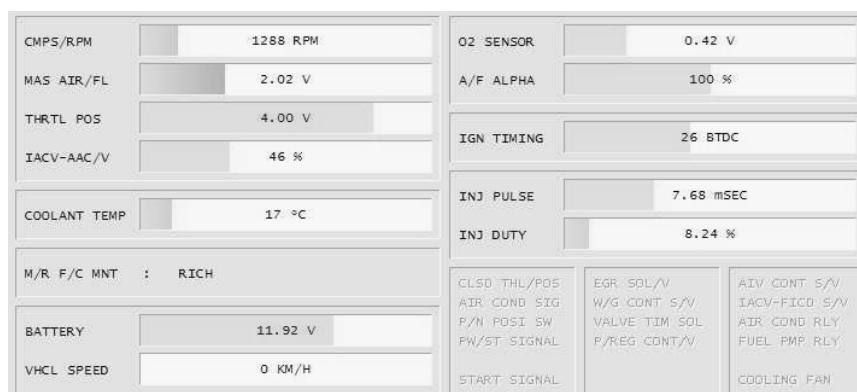 CMPS/RPM 1288 RPM
MAS AIR/FL 2.02 V
THRTL POS 4.00 V
IACV-AAC/V 46 %
COOLANT TEMP 17 ºC
M/R F/C MNT : RICH
BATTERY 11.92 V
VHCL SPEED 0 KM/H
O2 SENSOR 0.42 V
A/F ALPHA 100 %
IGN TIMING 26 BTDC
INJ PULSE 7.68 mSEC
INJ DUTY 8.24 %
CLSD THL/POS
AIR COND SIG
P/N POSI SW
PW/ST SIGNAL
START SIGNAL
EGR SOL/V
W/G CONT S/V
VALVE TIM SOL
P/REG CONT/V
AIV CONT S/V
IACV-FICD S/V
AIR COND RLY
FUEL PMP RLY
COOLING FAN